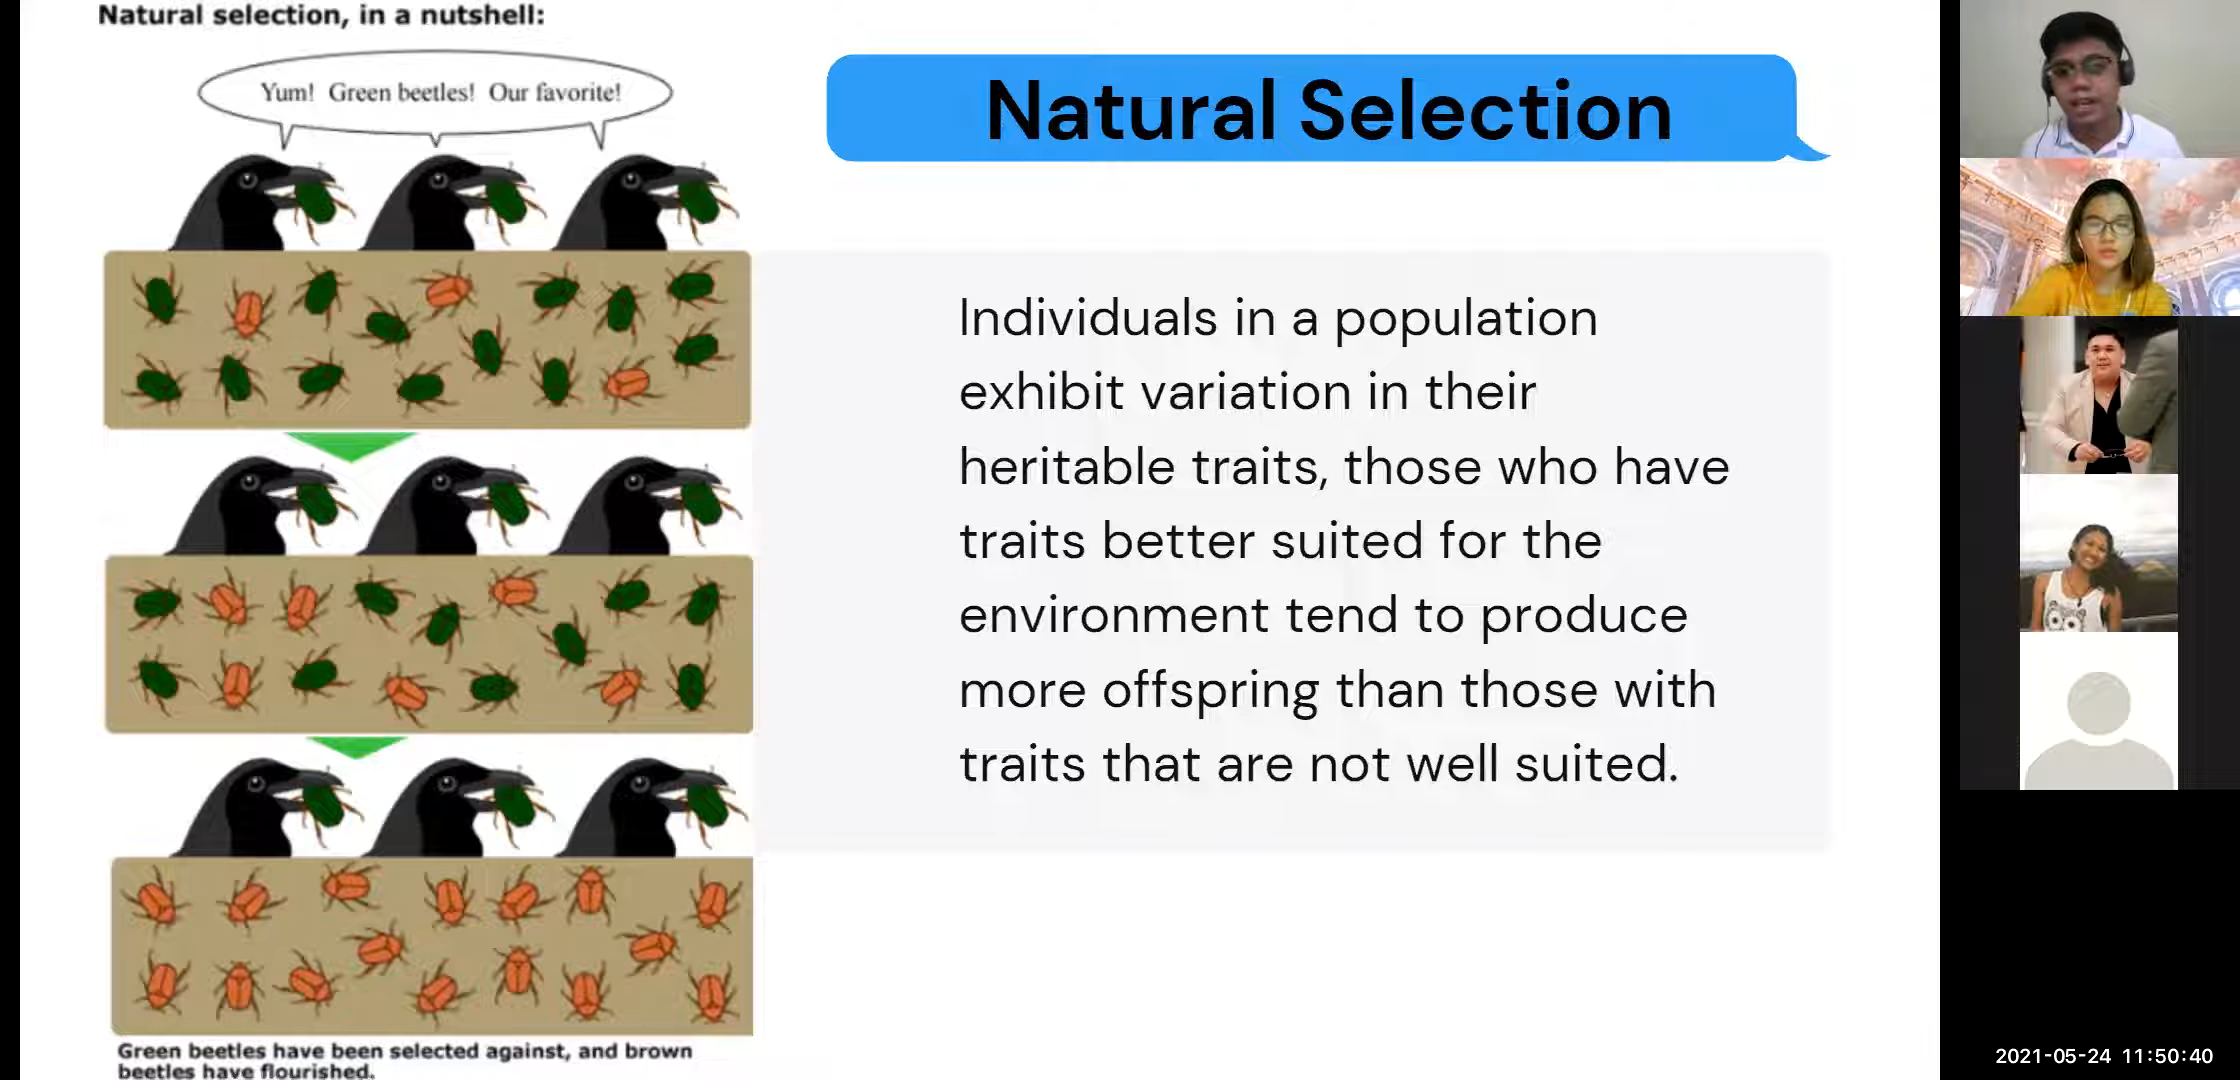 Natural selection, in a nutshell:
Yum! Green beetles! Our favorite!
Green beetles have been selected against, and brown
beetles have flourished.
Natural Selection
Individuals in a population
exhibit variation in their
heritable traits, those who have
traits better suited for the
environment tend to produce
more offspring than those with
traits that are not well suited.
2021-05-24 11:50:40